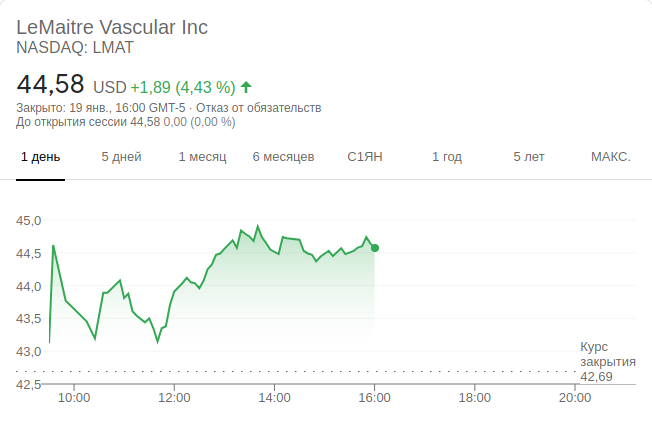 LeMaitre Vascular Inc
NASDAQ: LMAT
44,58 USD +1,89 (4,43 %)
Закрыто: 19 янв., 16:00 GMT-5 · Отказ от обязательств
До открытия сессии 44,58 0,00 (0,00 %)
1 день 5 дней 1 месяц 6 месяцев С1ЯН 1 год 5 лет МАКС.
45,0
44,5
44,0
43,5
43,0
42,5
Курс
закрытия
42,69
10:00 12:00 14:00 16:00 18:00 20:00